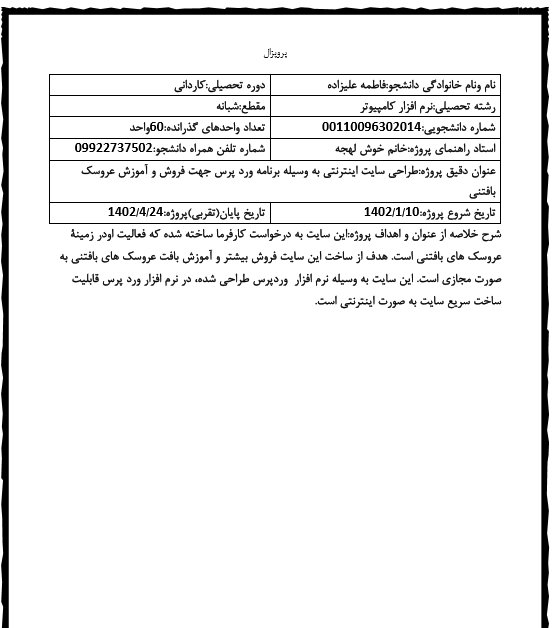 پروپزال
نام ونام خانوادگی دانشجو:فاطمه علیزاده دوره تحصیلی:کاردانی
رشته تحصیلی:نرم افزار کامپیوتر مقطع:شبانه
شماره دانشجویی:00110096302014 تعداد واحدهای گذرانده:60واحد
استاد راهنمای پروژه:خانم خوش لهجه شماره تلفن همراه دانشجو:09922737502
عنوان دقیق پروژه:طراحی سایت اینترنتی به وسیله برنامه ورد پرس جهت فروش و آموزش عروسک
بافتنی
تاریخ شروع پروژه:1402/1/10 تاریخ پایان(تقریی)پروژه:1402/4/24
شرح خلاصه از عنوان و اهداف پروژه:این سایت به درخواست کارفرما ساخته شده که فعالیت اودر زمینهٔ
عروسک های بافتنی است. هدف از ساخت این سایت فروش بیشتر و آموزش بافت عروسک های بافتنی به
صورت مجازی است. این سایت به وسیله نرم افزار وردپرس طراحی شده، در نرم افزار ورد پرس قابلیت
ساخت سریع سایت به صورت اینترنتی است.